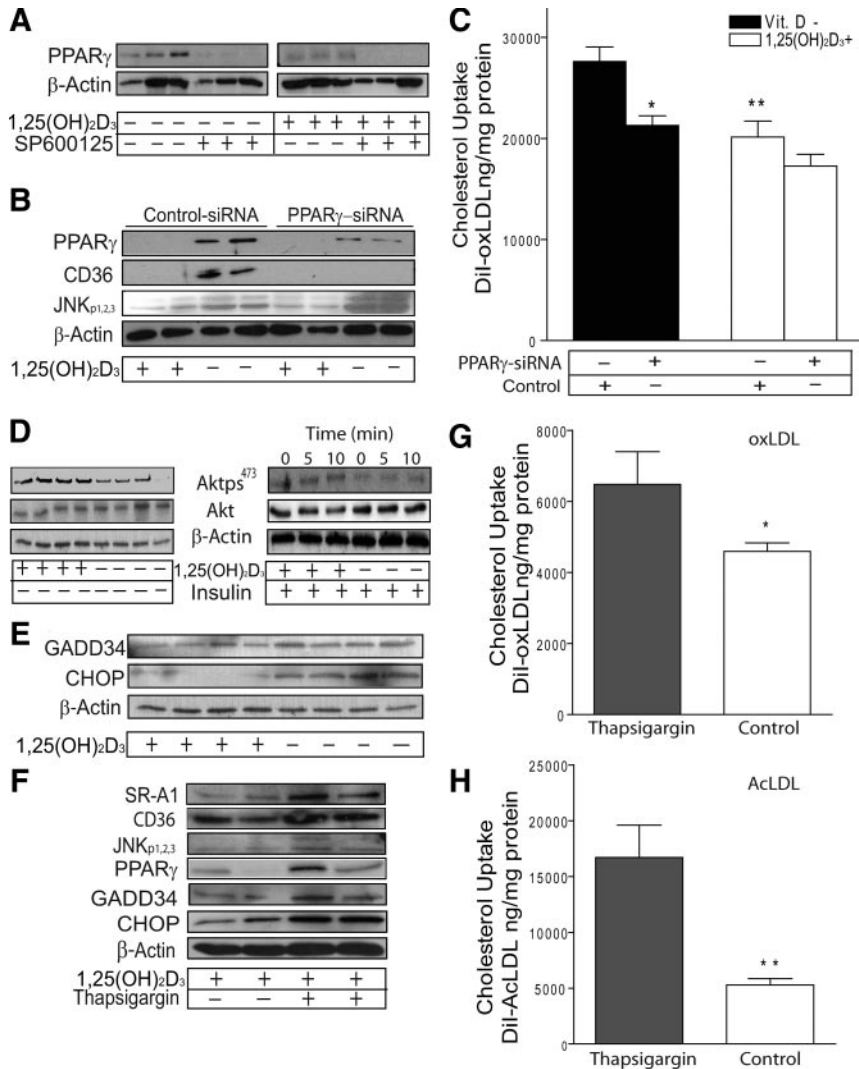 A
PPARγ
β-Actin
1,25(OH)₂D₃ − − − − − − + + + + + +
SP600125 − − − + + + − − − + + +
B
Control-siRNA PPARγ–siRNA
PPARγ
CD36
JNKp1,2,3
β-Actin
1,25(OH)₂D₃ + + − − + + − −
C
Vit. D -
1,25(OH)₂D₃+
Cholesterol Uptake
DiI-oxLDLng/mg protein
30000
20000
10000
0
*
**
PPARγ-siRNA − + − +
Control + − + −
D
Time (min)
0 5 10 0 5 10
Aktps⁴⁷³
Akt
β-Actin
+ + + + − − − − 1,25(OH)₂D₃ + + + − − −
− − − − − − − − Insulin + + + + + +
E
GADD34
CHOP
β-Actin
1,25(OH)₂D₃ + + + + − − − −
F
SR-A1
CD36
JNKp1,2,3
PPARγ
GADD34
CHOP
β-Actin
1,25(OH)₂D₃ + + + +
Thapsigargin − − + +
G
oxLDL
Cholesterol Uptake
DiI-oxLDLng/mg protein
8000
6000
4000
2000
0
*
Thapsigargin Control
H
AcLDL
Cholesterol Uptake
DiI-AcLDL ng/mg protein
25000
20000
15000
10000
5000
0
**
Thapsigargin Control